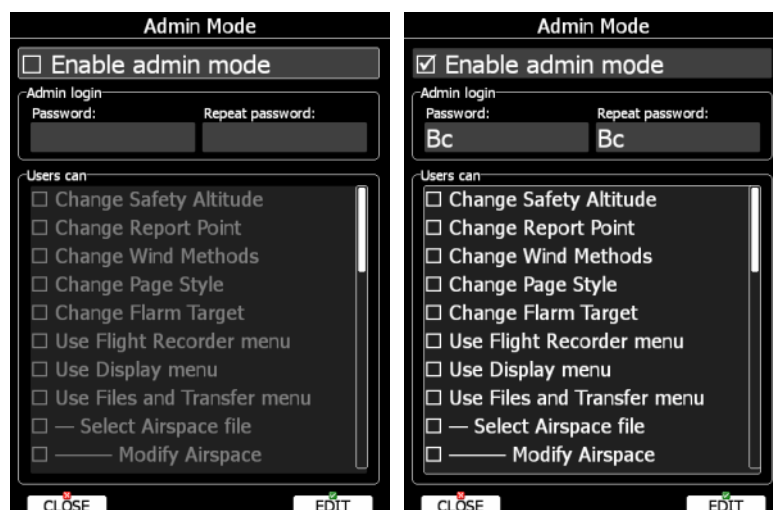 Admin Mode
Enable admin mode
Admin login
Password:
Repeat password:
Users can
Change Safety Altitude
Change Report Point
Change Wind Methods
Change Page Style
Change Flarm Target
Use Flight Recorder menu
Use Display menu
Use Files and Transfer menu
— Select Airspace file
——— Modify Airspace
CLOSE
EDIT
Admin Mode
Enable admin mode
Admin login
Password:
Repeat password:
Bc
Bc
Users can
Change Safety Altitude
Change Report Point
Change Wind Methods
Change Page Style
Change Flarm Target
Use Flight Recorder menu
Use Display menu
Use Files and Transfer menu
— Select Airspace file
——— Modify Airspace
CLOSE
EDIT